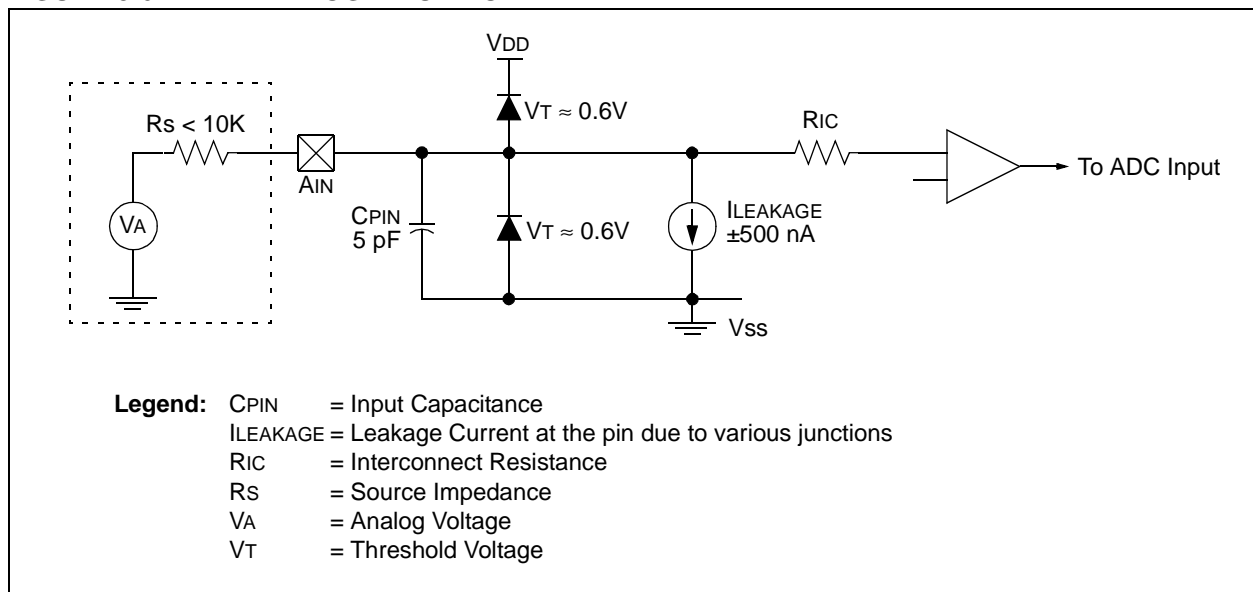 VDD
VT ≈ 0.6V
Rs < 10K
RIC
AIN
To ADC Input
VA
CPIN
5 pF
VT ≈ 0.6V
ILEAKAGE
±500 nA
Vss
Legend: CPIN = Input Capacitance
ILEAKAGE = Leakage Current at the pin due to various junctions
RIC = Interconnect Resistance
RS = Source Impedance
VA = Analog Voltage
VT = Threshold Voltage